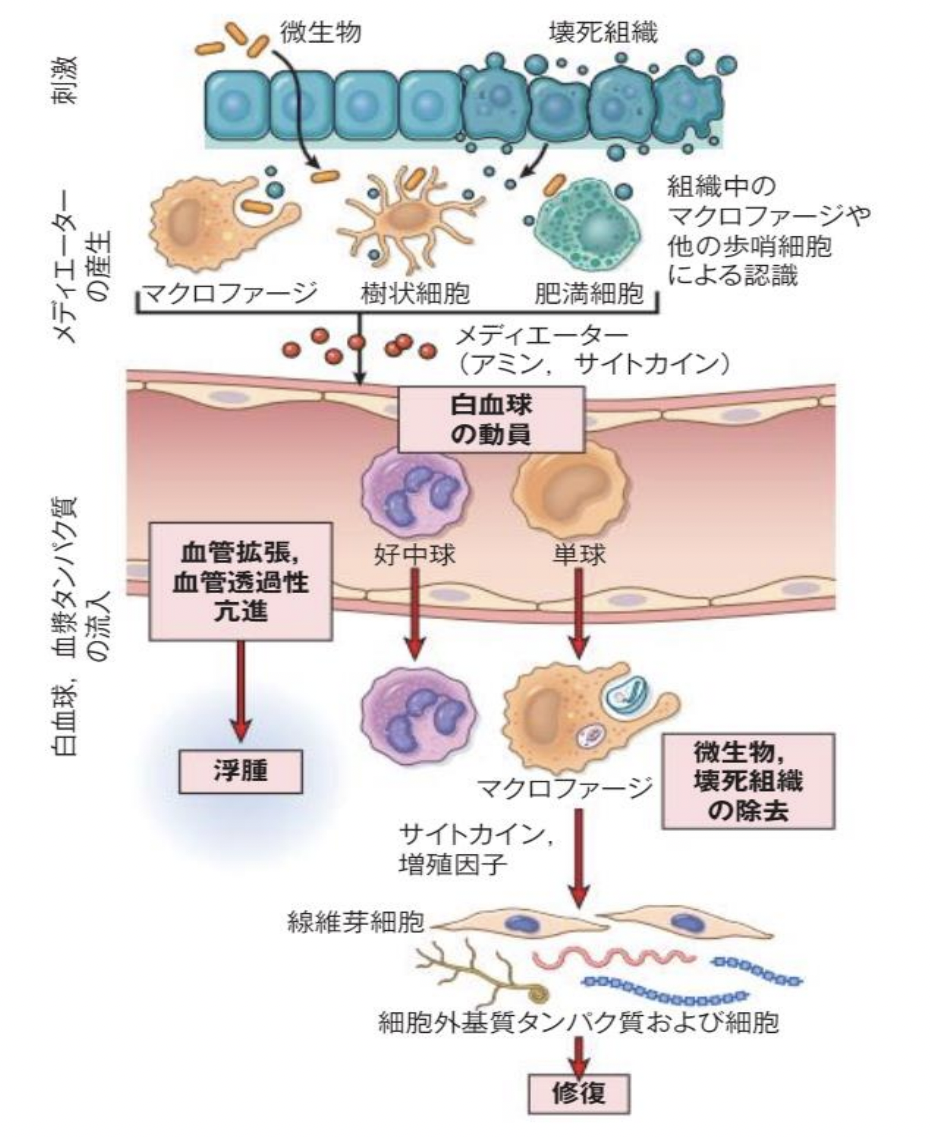 微生物
壊死組織
刺激
組織中の
マクロファージや
他の歩哨細胞
による認識
メディエーター
の産生
マクロファージ
樹状細胞
肥満細胞
メディエーター
（アミン，サイトカイン）
白血球
の動員
好中球
単球
血管拡張，
血管透過性
亢進
白血球，血漿タンパク質
の流入
浮腫
マクロファージ
微生物，
壊死組織
の除去
サイトカイン，
増殖因子
線維芽細胞
細胞外基質タンパク質および細胞
修復